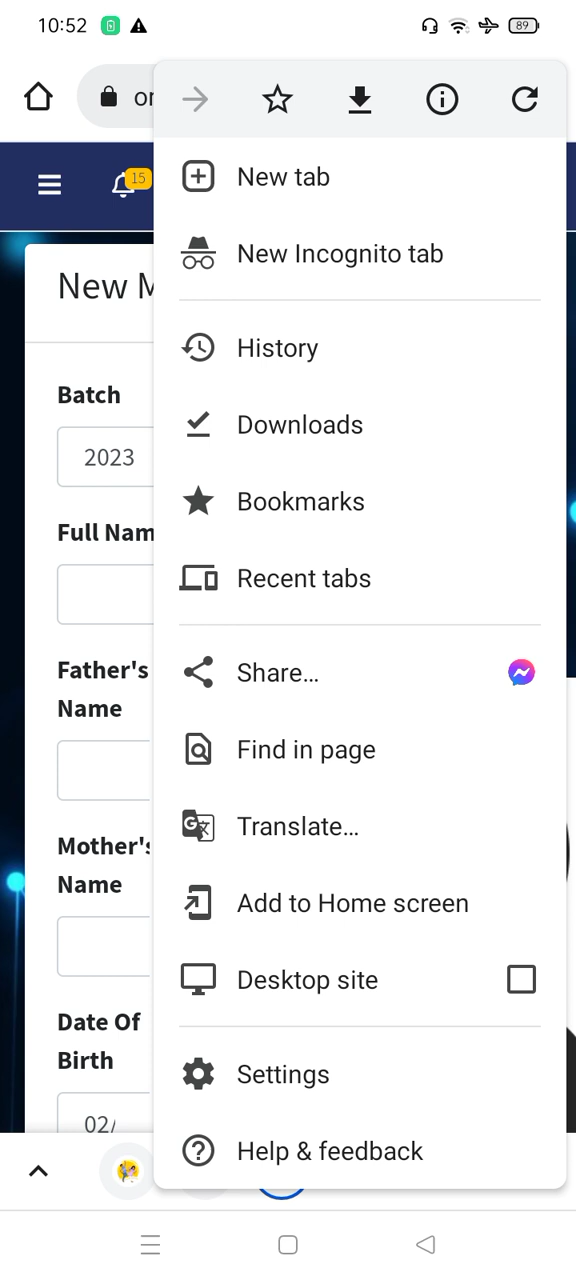 10:52
89
or
New tab
15
New Incognito tab
New M
History
Batch
Downloads
2023
Bookmarks
Full Nam
Recent tabs
Father's
Name
Share...
Find in page
Translate...
Mother's
Name
Add to Home screen
Desktop site
Date Of
Birth
Settings
02/
Help & feedback